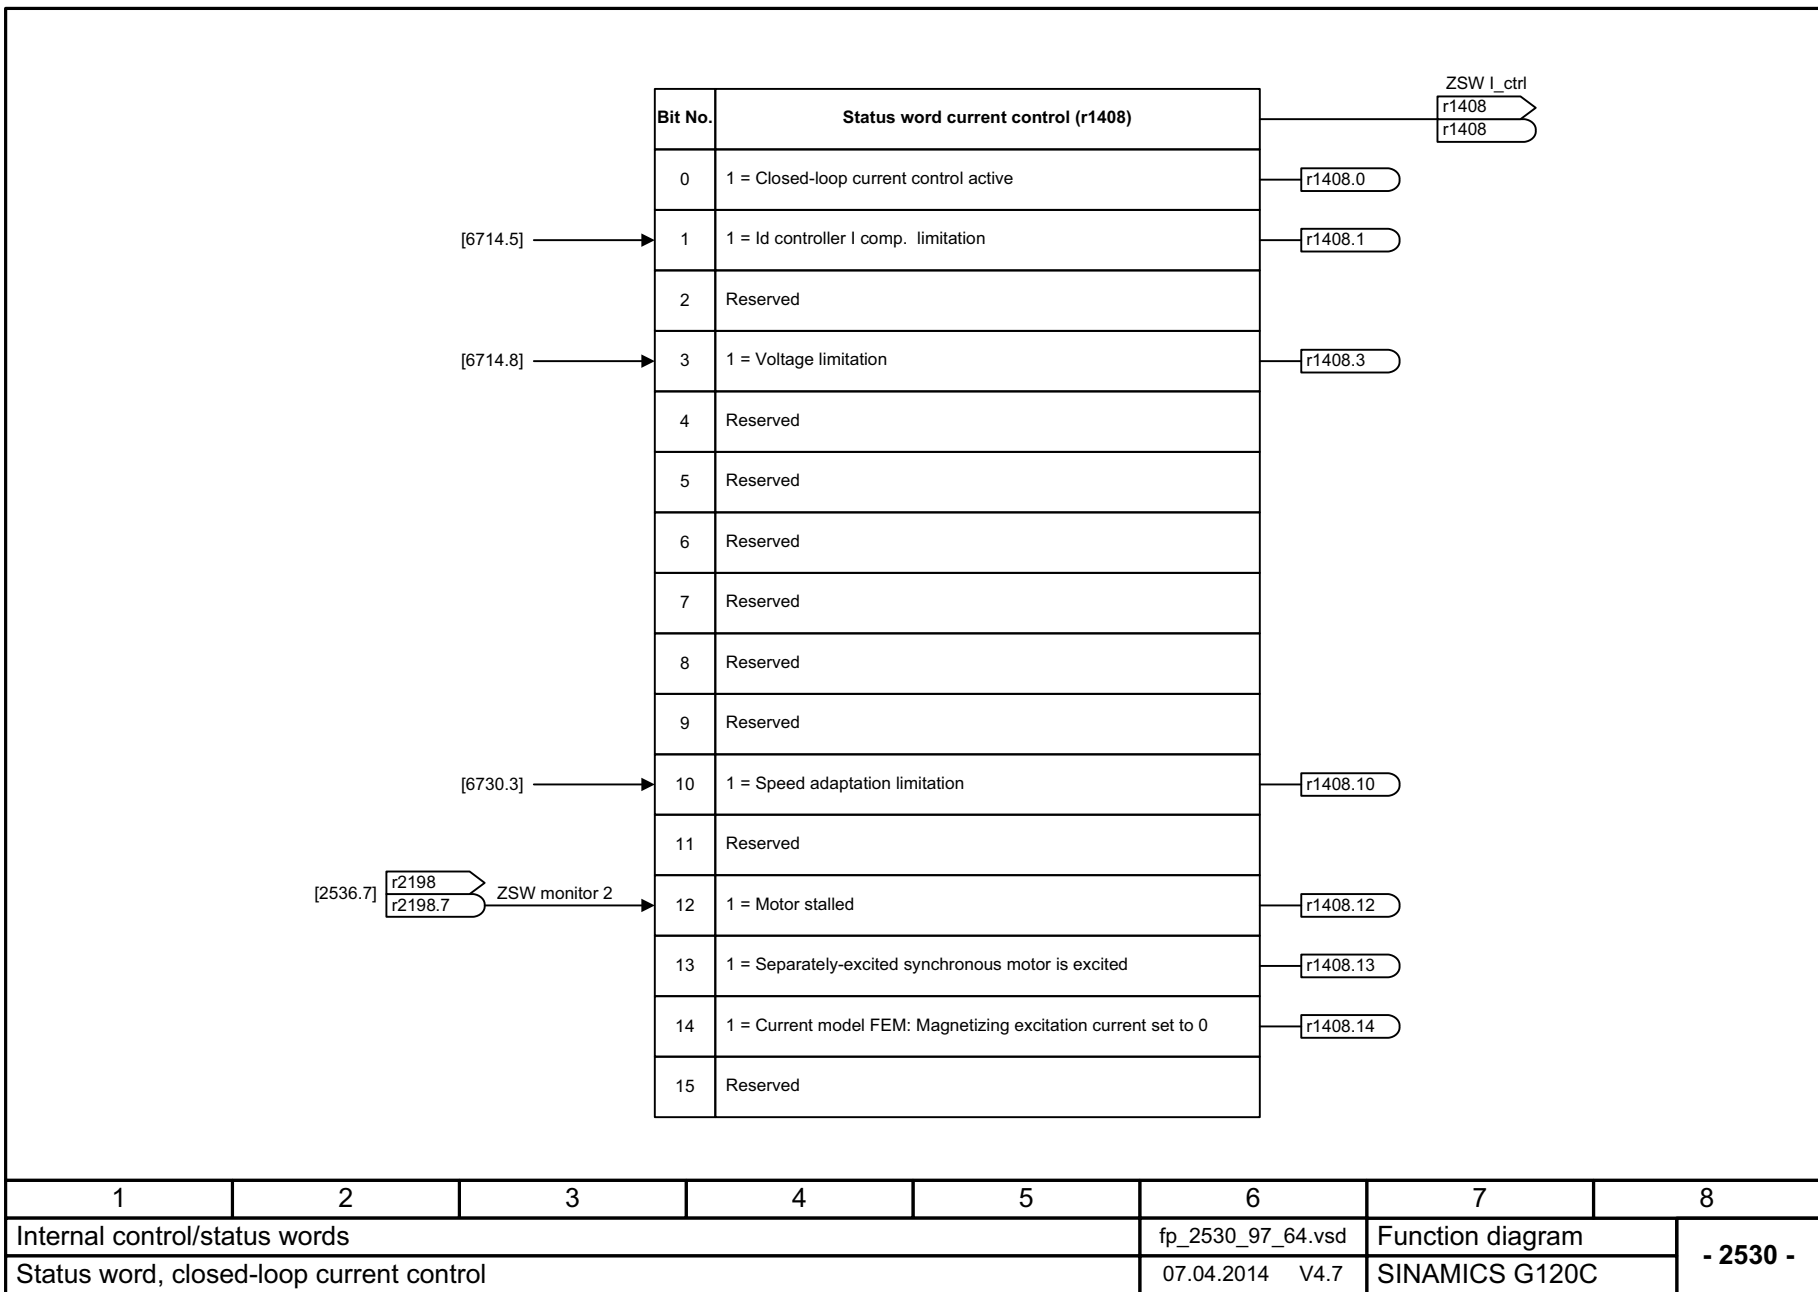 ZSW I_ctrl
Bit No. Status word current control (r1408) r1408
r1408
0 1 = Closed-loop current control active r1408.0
[6714.5] 1 1 = Id controller I comp. limitation r1408.1
2 Reserved
[6714.8] 3 1 = Voltage limitation r1408.3
4 Reserved
5 Reserved
6 Reserved
7 Reserved
8 Reserved
9 Reserved
[6730.3] 10 1 = Speed adaptation limitation r1408.10
11 Reserved
r2198
[2536.7] r2198.7 ZSW monitor 2 12 1 = Motor stalled r1408.12
13 1 = Separately-excited synchronous motor is excited r1408.13
14 1 = Current model FEM: Magnetizing excitation current set to 0 r1408.14
15 Reserved
1 2 3 4 5 6 7 8
Internal control/status words fp_2530_97_64.vsd Function diagram - 2530 -
Status word, closed-loop current control 07.04.2014 V4.7 SINAMICS G120C